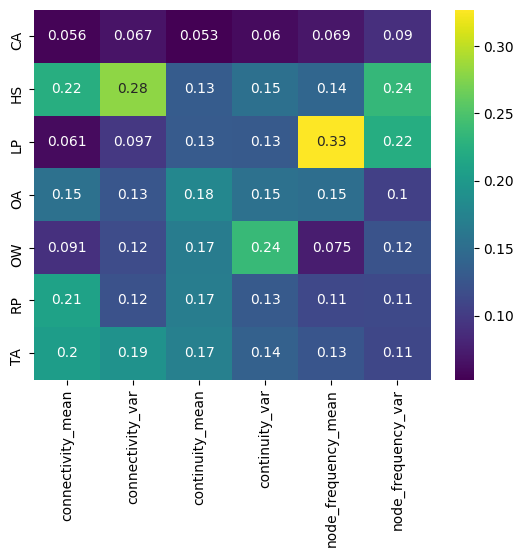 CA 0.056 0.067 0.053 0.06 0.069 0.09
HS 0.22 0.28 0.13 0.15 0.14 0.24
LP 0.061 0.097 0.13 0.13 0.33 0.22
OA 0.15 0.13 0.18 0.15 0.15 0.1
OW 0.091 0.12 0.17 0.24 0.075 0.12
RP 0.21 0.12 0.17 0.13 0.11 0.11
TA 0.2 0.19 0.17 0.14 0.13 0.11
connectivity_mean
connectivity_var
continuity_mean
continuity_var
node_frequency_mean
node_frequency_var
0.30
0.25
0.20
0.15
0.10